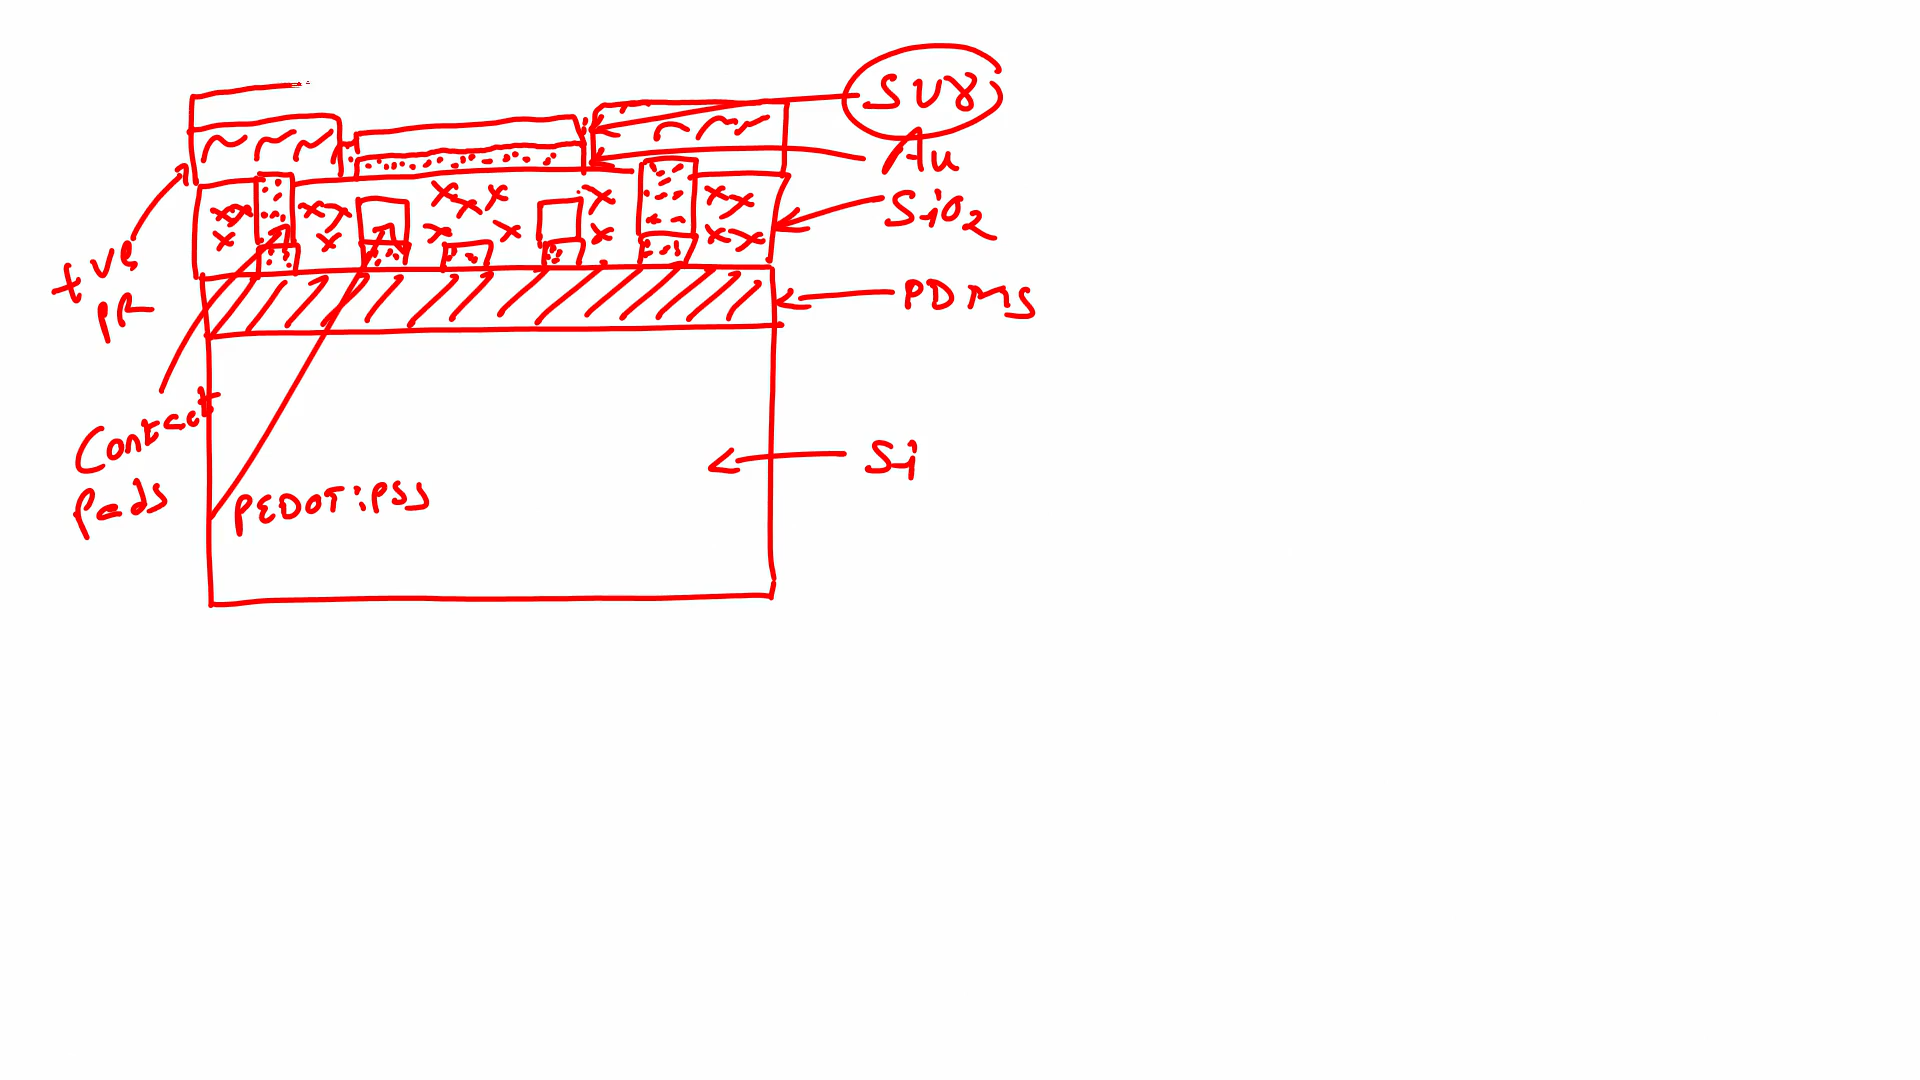 SU8
Au
SiO2
+ve
PR
PDMS
Contact
Pads
Si
PEDOT:PSS